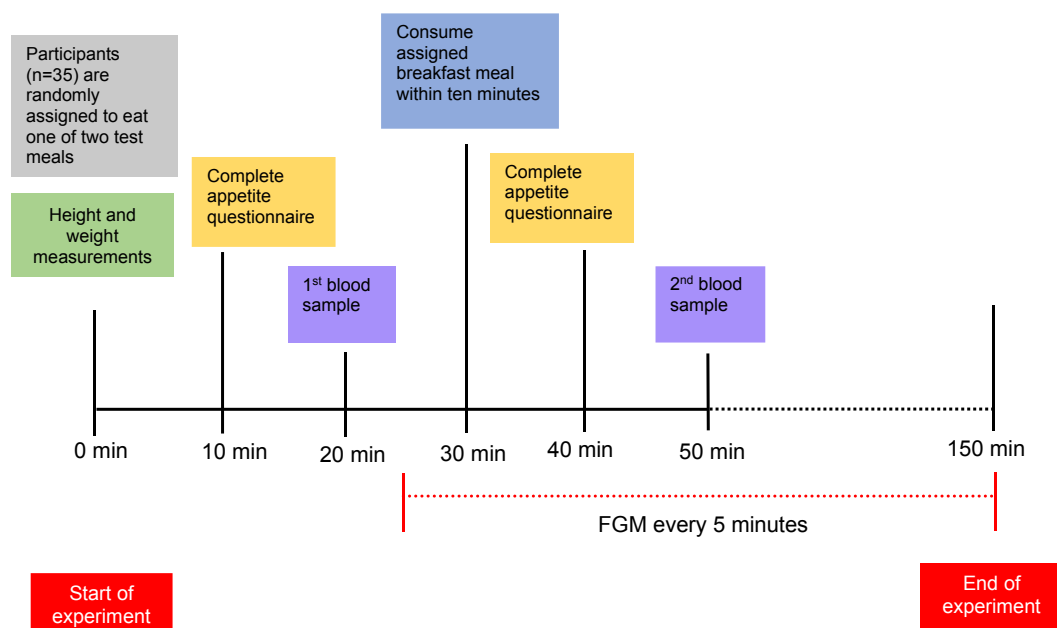 Participants
(n=35) are
randomly
assigned to eat
one of two test
meals
Height and
weight
measurements
Complete
appetite
questionnaire
1st blood
sample
Consume
assigned
breakfast meal
within ten minutes
Complete
appetite
questionnaire
2nd blood
sample
0 min
10 min
20 min
30 min
40 min
50 min
150 min
FGM every 5 minutes
Start of
experiment
End of
experiment